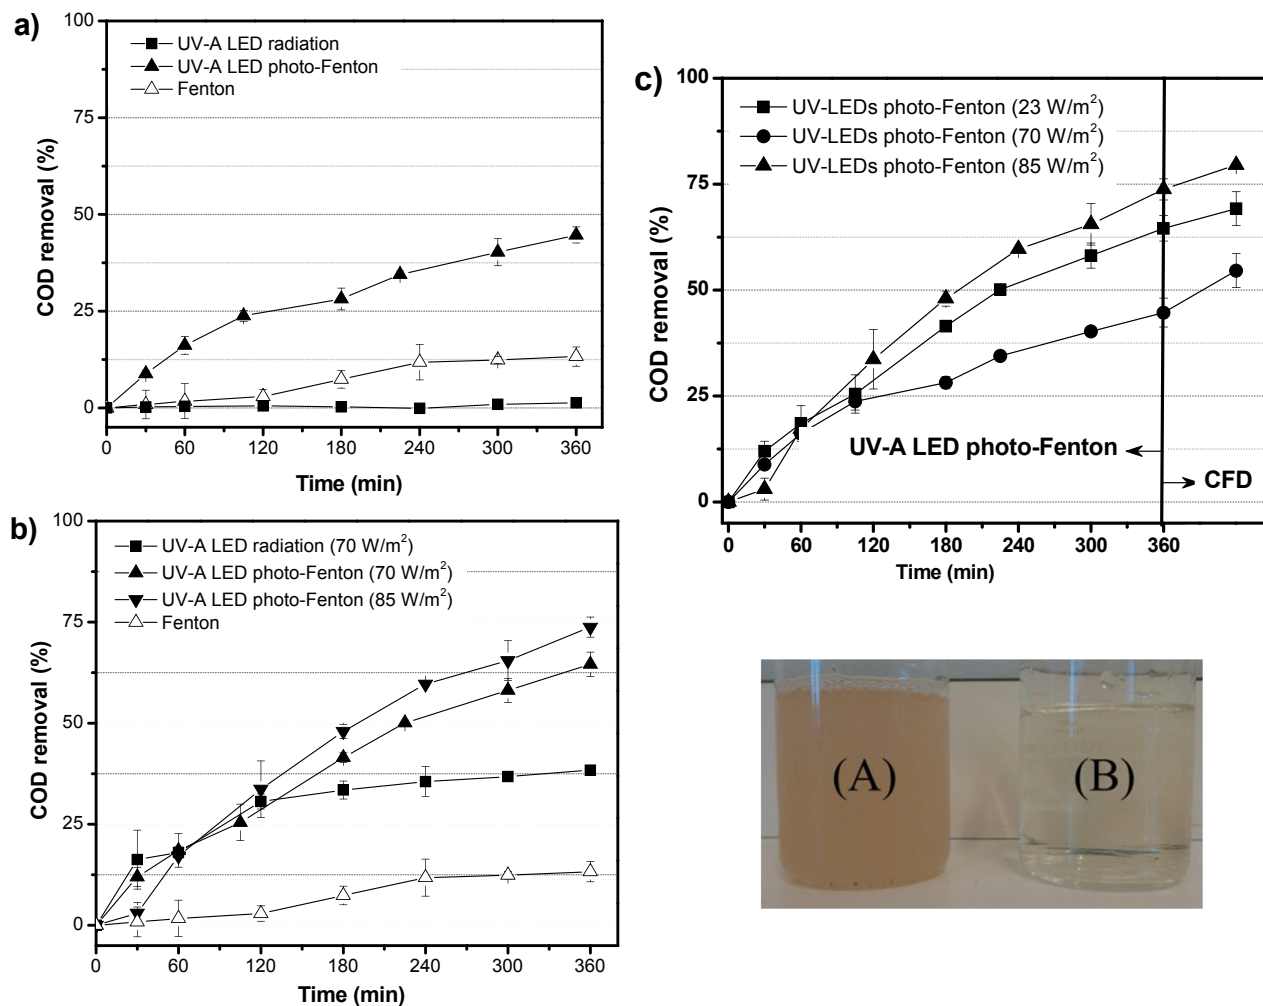 a)
100
75
50
25
0
COD removal (%)
UV-A LED radiation
UV-A LED photo-Fenton
Fenton
0 60 120 180 240 300 360
Time (min)
b)
100
75
50
25
0
COD removal (%)
UV-A LED radiation (70 W/m²)
UV-A LED photo-Fenton (70 W/m²)
UV-A LED photo-Fenton (85 W/m²)
Fenton
0 60 120 180 240 300 360
Time (min)
c)
100
75
50
25
0
COD removal (%)
UV-LEDs photo-Fenton (23 W/m²)
UV-LEDs photo-Fenton (70 W/m²)
UV-LEDs photo-Fenton (85 W/m²)
UV-A LED photo-Fenton
CFD
0 60 120 180 240 300 360
Time (min)
(A) (B)